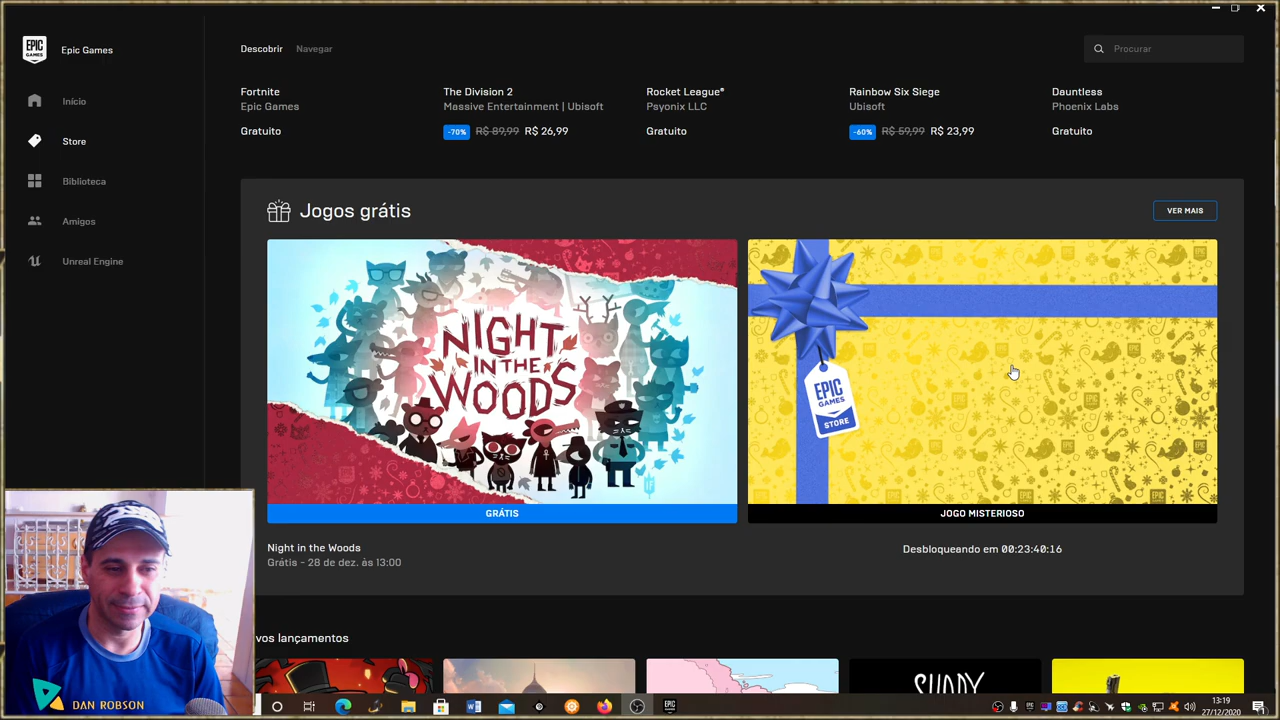 EPIC GAMES
Epic Games
Descobrir
Navegar
Procurar
Início
Store
Biblioteca
Amigos
Unreal Engine
Fortnite
Epic Games
Gratuito
The Division 2
Massive Entertainment | Ubisoft
-70% R$ 89,99 R$ 26,99
Rocket League®
Psyonix LLC
Gratuito
Rainbow Six Siege
Ubisoft
-60% R$ 59,99 R$ 23,99
Dauntless
Phoenix Labs
Gratuito
Jogos grátis
VER MAIS
NIGHT
IN THE
WOODS
IF
GRÁTIS
Night in the Woods
Grátis - 28 de dez. às 13:00
EPIC
GAMES
STORE
JOGO MISTERIOSO
Desbloqueando em 00:23:40:16
vos lançamentos
SHADY
DAN ROBSON
13:19
27/12/2020